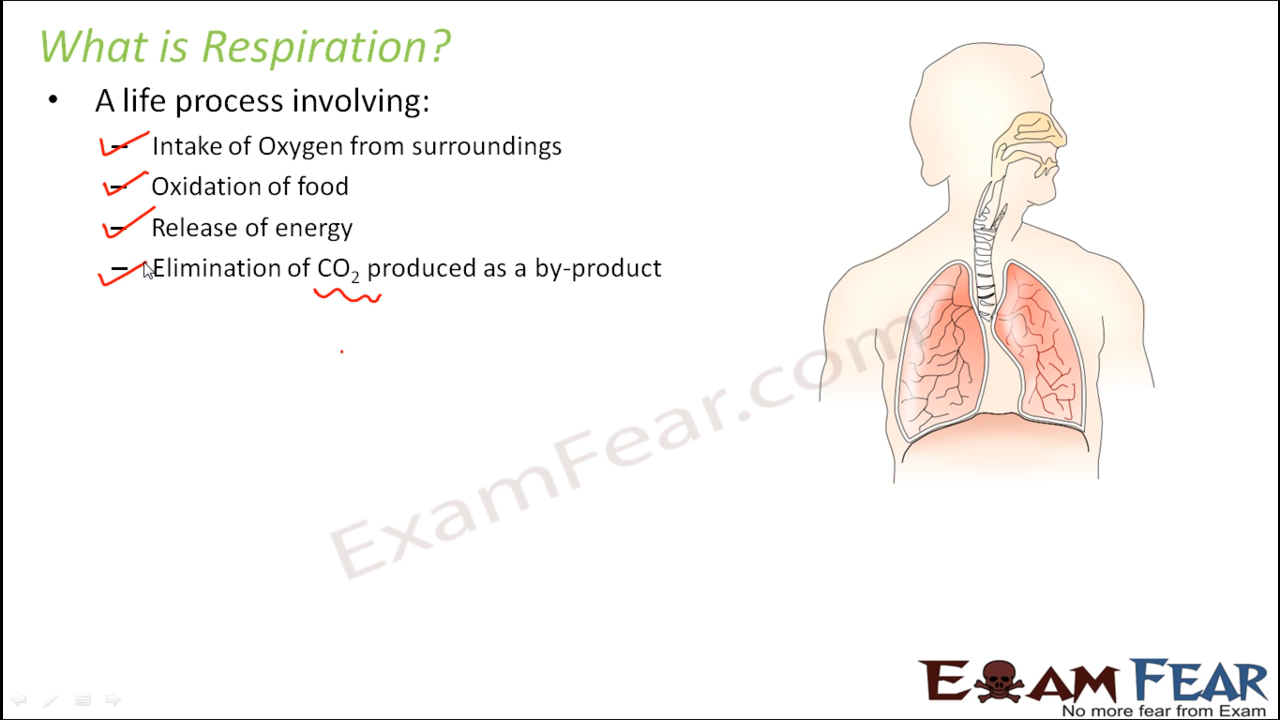 What is Respiration?
• A life process involving:
– Intake of Oxygen from surroundings
– Oxidation of food
– Release of energy
– Elimination of CO₂ produced as a by-product
ExamFear.com
EXAM FEAR
No more fear from Exam